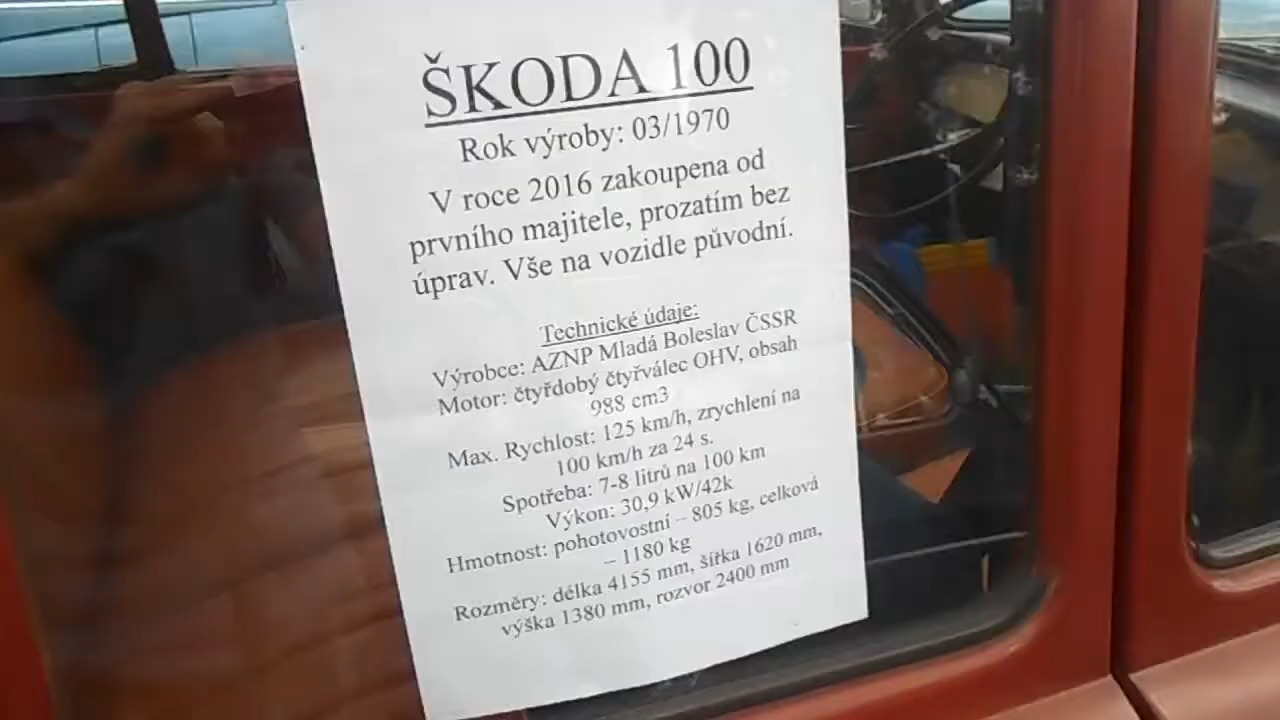 ŠKODA 100
Rok výroby: 03/1970
V roce 2016 zakoupena od
prvního majitele, prozatím bez
úprav. Vše na vozidle původní.
Technické údaje:
Výrobce: AZNP Mladá Boleslav ČSSR
Motor: čtyřdobý čtyřválec OHV, obsah
988 cm3
Max. Rychlost: 125 km/h, zrychlení na
100 km/h za 24 s.
Spotřeba: 7-8 litrů na 100 km
Výkon: 30,9 kW/42k
Hmotnost: pohotovostní – 805 kg, celková
– 1180 kg
Rozměry: délka 4155 mm, šířka 1620 mm,
výška 1380 mm, rozvor 2400 mm